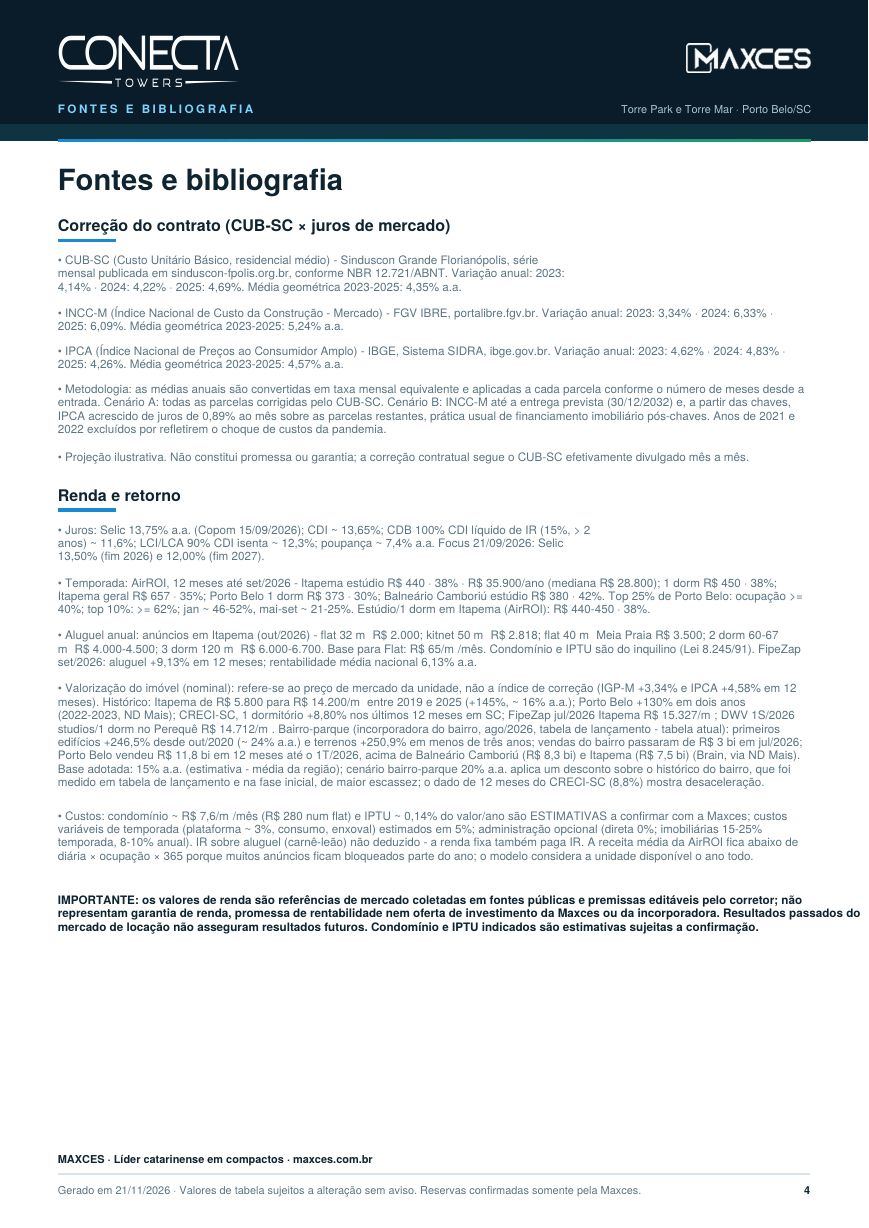 CONECTA
TOWERS
MAXCES
FONTES E BIBLIOGRAFIA
Torre Park e Torre Mar · Porto Belo/SC
Fontes e bibliografia
Correção do contrato (CUB-SC × juros de mercado)
• CUB-SC (Custo Unitário Básico, residencial médio) - Sinduscon Grande Florianópolis, série
mensal publicada em sinduscon-fpolis.org.br, conforme NBR 12.721/ABNT. Variação anual: 2023:
4,14% · 2024: 4,22% · 2025: 4,69%. Média geométrica 2023-2025: 4,35% a.a.
• INCC-M (Índice Nacional de Custo da Construção - Mercado) - FGV IBRE, portalibre.fgv.br. Variação anual: 2023: 3,34% · 2024: 6,33% ·
2025: 6,09%. Média geométrica 2023-2025: 5,24% a.a.
• IPCA (Índice Nacional de Preços ao Consumidor Amplo) - IBGE, Sistema SIDRA, ibge.gov.br. Variação anual: 2023: 4,62% · 2024: 4,83% ·
2025: 4,26%. Média geométrica 2023-2025: 4,57% a.a.
• Metodologia: as médias anuais são convertidas em taxa mensal equivalente e aplicadas a cada parcela conforme o número de meses desde a
entrada. Cenário A: todas as parcelas corrigidas pelo CUB-SC. Cenário B: INCC-M até a entrega prevista (30/12/2032) e, a partir das chaves,
IPCA acrescido de juros de 0,89% ao mês sobre as parcelas restantes, prática usual de financiamento imobiliário pós-chaves. Anos de 2021 e
2022 excluídos por refletirem o choque de custos da pandemia.
• Projeção ilustrativa. Não constitui promessa ou garantia; a correção contratual segue o CUB-SC efetivamente divulgado mês a mês.
Renda e retorno
• Juros: Selic 13,75% a.a. (Copom 15/09/2026); CDI ~ 13,65%; CDB 100% CDI líquido de IR (15%, > 2
anos) ~ 11,6%; LCI/LCA 90% CDI isenta ~ 12,3%; poupança ~ 7,4% a.a. Focus 21/09/2026: Selic
13,50% (fim 2026) e 12,00% (fim 2027).
• Temporada: AirROI, 12 meses até set/2026 - Itapema estúdio R$ 440 · 38% · R$ 35.900/ano (mediana R$ 28.800); 1 dorm R$ 450 · 38%;
Itapema geral R$ 657 · 35%; Porto Belo 1 dorm R$ 373 · 30%; Balneário Camboriú estúdio R$ 380 · 42%. Top 25% de Porto Belo: ocupação >=
40%; top 10%: >= 62%; jan ~ 46-52%, mai-set ~ 21-25%. Estúdio/1 dorm em Itapema (AirROI): R$ 440-450 · 38%.
• Aluguel anual: anúncios em Itapema (out/2026) - flat 32 m R$ 2.000; kitnet 50 m R$ 2.818; flat 40 m Meia Praia R$ 3.500; 2 dorm 60-67
m R$ 4.000-4.500; 3 dorm 120 m R$ 6.000-6.700. Base para Flat: R$ 65/m /mês. Condomínio e IPTU são do inquilino (Lei 8.245/91). FipeZap
set/2026: aluguel +9,13% em 12 meses; rentabilidade média nacional 6,13% a.a.
• Valorização do imóvel (nominal): refere-se ao preço de mercado da unidade, não a índice de correção (IGP-M +3,34% e IPCA +4,58% em 12
meses). Histórico: Itapema de R$ 5.800 para R$ 14.200/m entre 2019 e 2025 (+145%, ~ 16% a.a.); Porto Belo +130% em dois anos
(2022-2023, ND Mais); CRECI-SC, 1 dormitório +8,80% nos últimos 12 meses em SC; FipeZap jul/2026 Itapema R$ 15.327/m ; DWV 1S/2026
studios/1 dorm no Perequê R$ 14.712/m . Bairro-parque (incorporadora do bairro, ago/2026, tabela de lançamento - tabela atual): primeiros
edifícios +246,5% desde out/2020 (~ 24% a.a.) e terrenos +250,9% em menos de três anos; vendas do bairro passaram de R$ 3 bi em jul/2026;
Porto Belo vendeu R$ 11,8 bi em 12 meses até o 1T/2026, acima de Balneário Camboriú (R$ 8,3 bi) e Itapema (R$ 7,5 bi) (Brain, via ND Mais).
Base adotada: 15% a.a. (estimativa - média da região); cenário bairro-parque 20% a.a. aplica um desconto sobre o histórico do bairro, que foi
medido em tabela de lançamento e na fase inicial, de maior escassez; o dado de 12 meses do CRECI-SC (8,8%) mostra desaceleração.
• Custos: condomínio ~ R$ 7,6/m /mês (R$ 280 num flat) e IPTU ~ 0,14% do valor/ano são ESTIMATIVAS a confirmar com a Maxces; custos
variáveis de temporada (plataforma ~ 3%, consumo, enxoval) estimados em 5%; administração opcional (direta 0%; imobiliárias 15-25%
temporada, 8-10% anual). IR sobre aluguel (carnê-leão) não deduzido - a renda fixa também paga IR. A receita média da AirROI fica abaixo de
diária × ocupação × 365 porque muitos anúncios ficam bloqueados parte do ano; o modelo considera a unidade disponível o ano todo.
IMPORTANTE: os valores de renda são referências de mercado coletadas em fontes públicas e premissas editáveis pelo corretor; não
representam garantia de renda, promessa de rentabilidade nem oferta de investimento da Maxces ou da incorporadora. Resultados passados do
mercado de locação não asseguram resultados futuros. Condomínio e IPTU indicados são estimativas sujeitas a confirmação.
MAXCES · Líder catarinense em compactos · maxces.com.br
Gerado em 21/11/2026 · Valores de tabela sujeitos a alteração sem aviso. Reservas confirmadas somente pela Maxces.
4